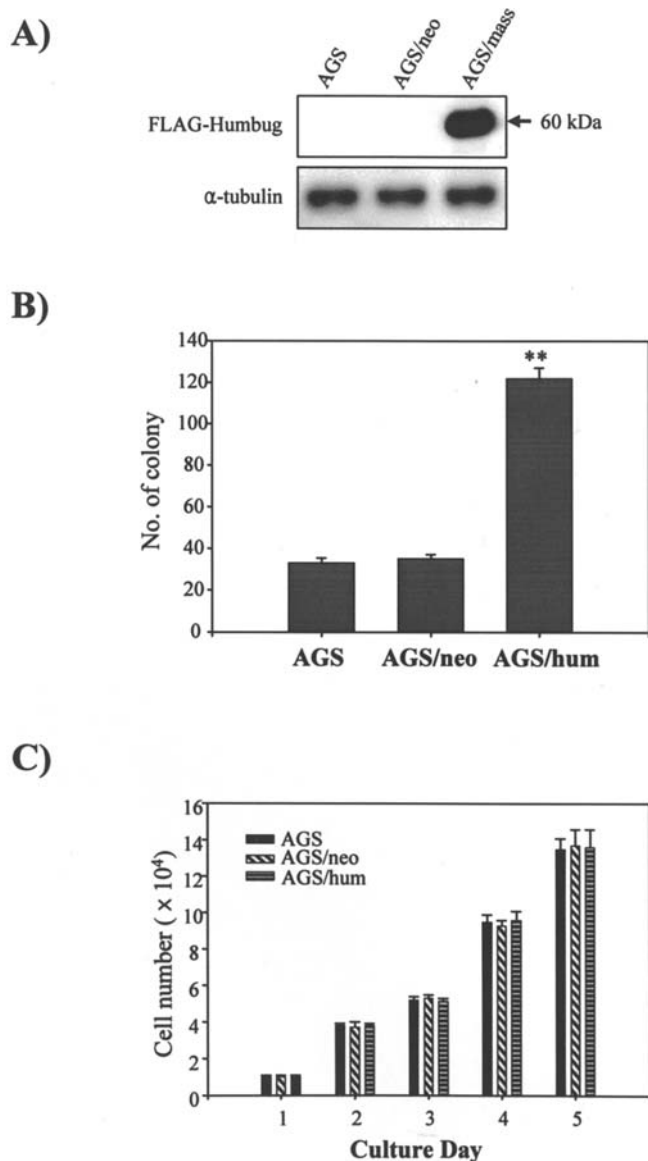 A)
AGS
AGS/neo
AGS/mass
FLAG-Humbug
60 kDa
α-tubulin
B)
140
120
100
80
60
40
20
0
No. of colony
**
AGS
AGS/neo
AGS/hum
C)
16
14
12
10
8
6
4
2
0
Cell number ( × 10⁴)
AGS
AGS/neo
AGS/hum
1
2
3
4
5
Culture Day